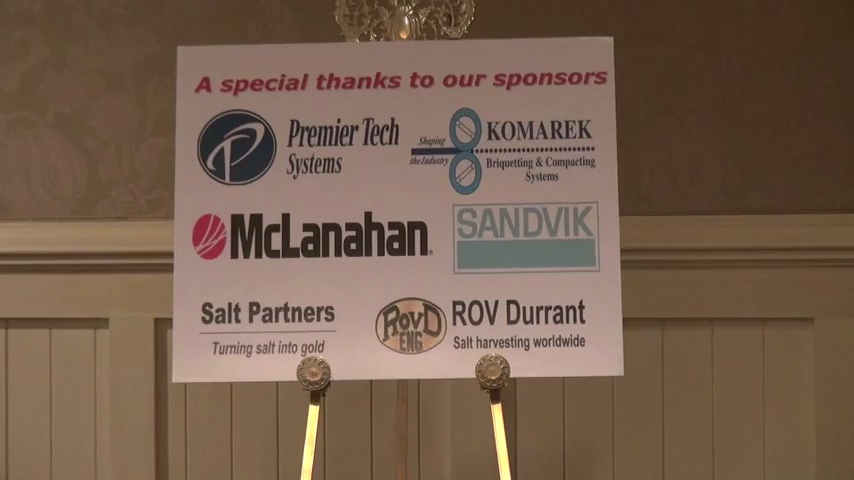 A special thanks to our sponsors
Premier Tech
Systems
Shaping
the Industry
KOMAREK
Briquetting & Compacting
Systems
McLanahan
SANDVIK
Salt Partners
Turning salt into gold
ROVD
ENG
ROV Durrant
Salt harvesting worldwide